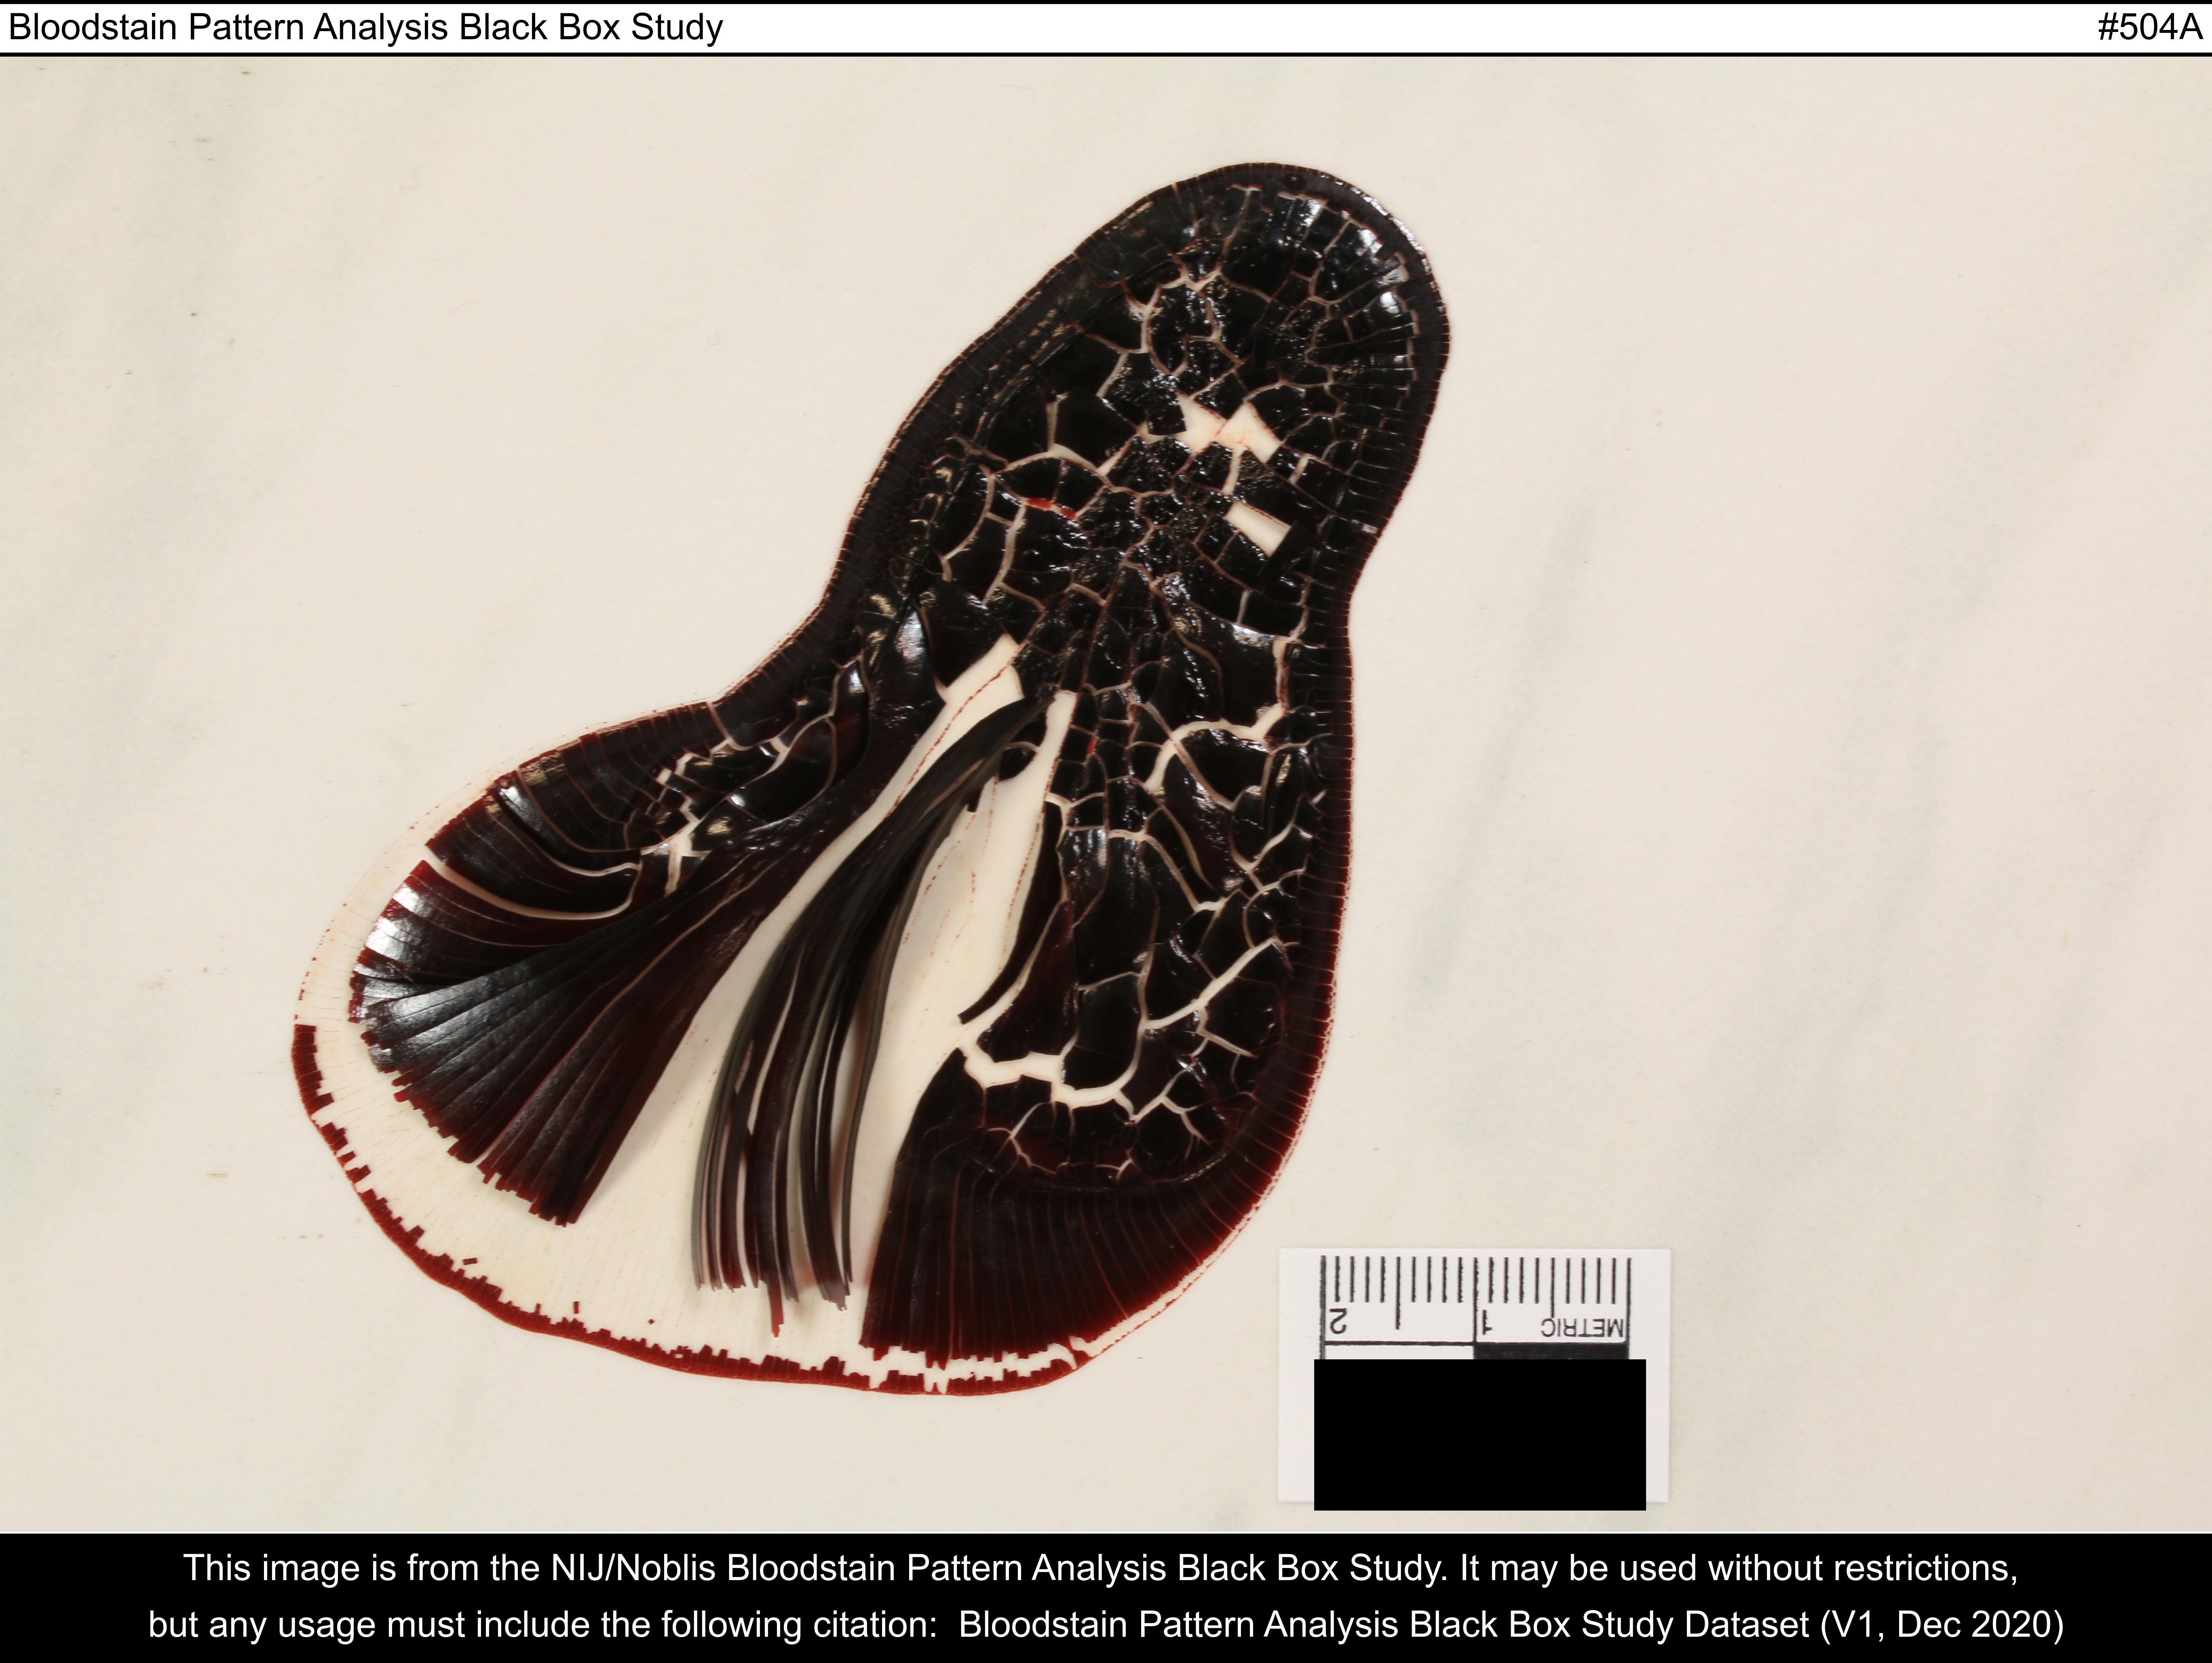 Bloodstain Pattern Analysis Black Box Study #504A
2 1 METRIC
This image is from the NIJ/Noblis Bloodstain Pattern Analysis Black Box Study. It may be used without restrictions,
but any usage must include the following citation:  Bloodstain Pattern Analysis Black Box Study Dataset (V1, Dec 2020)